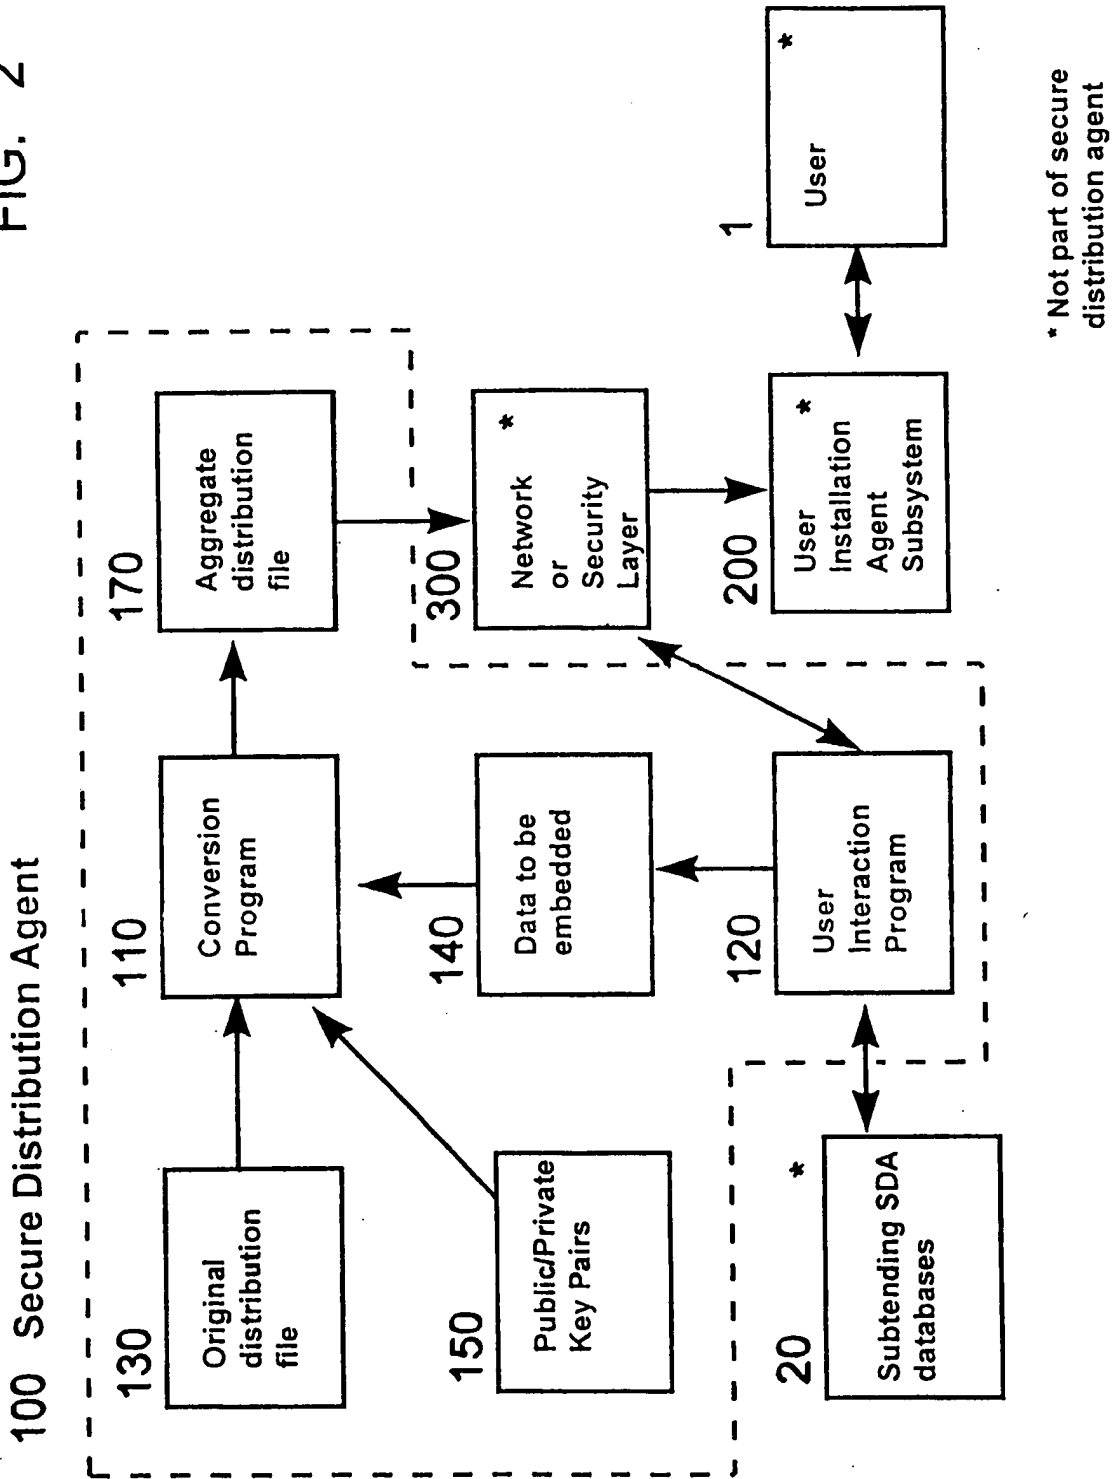 FIG. 2
100 Secure Distribution Agent
130
Original
distribution
file
110
Conversion
Program
170
Aggregate
distribution
file
150
Public/Private
Key Pairs
140
Data to be
embedded
300
Network *
or
Security
Layer
20 *
Subtending SDA
databases
120
User
Interaction
Program
200
User *
Installation
Agent
Subsystem
1
User *
* Not part of secure
distribution agent